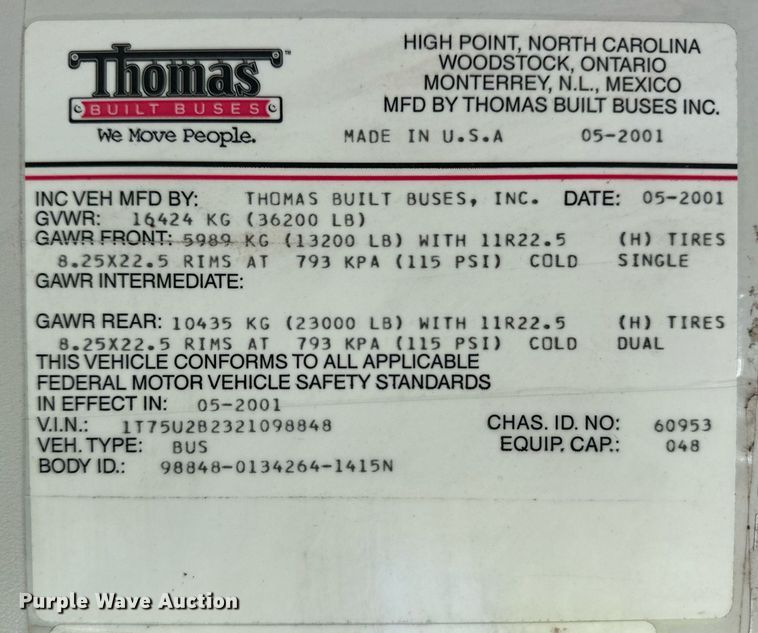 Thomas™
BUILT BUSES
We Move People.
HIGH POINT, NORTH CAROLINA
WOODSTOCK, ONTARIO
MONTERREY, N.L., MEXICO
MFD BY THOMAS BUILT BUSES INC.
MADE IN U.S.A 05-2001
INC VEH MFD BY: THOMAS BUILT BUSES, INC. DATE: 05-2001
GVWR: 16424 KG (36200 LB)
GAWR FRONT: 5989 KG (13200 LB) WITH 11R22.5 (H) TIRES
8.25X22.5 RIMS AT 793 KPA (115 PSI) COLD SINGLE
GAWR INTERMEDIATE:
GAWR REAR: 10435 KG (23000 LB) WITH 11R22.5 (H) TIRES
8.25X22.5 RIMS AT 793 KPA (115 PSI) COLD DUAL
THIS VEHICLE CONFORMS TO ALL APPLICABLE
FEDERAL MOTOR VEHICLE SAFETY STANDARDS
IN EFFECT IN: 05-2001
V.I.N.: 1T75U2B2321098848 CHAS. ID. NO: 60953
VEH. TYPE: BUS EQUIP. CAP.: 048
BODY ID.: 98848-0134264-1415N
Purple Wave Auction